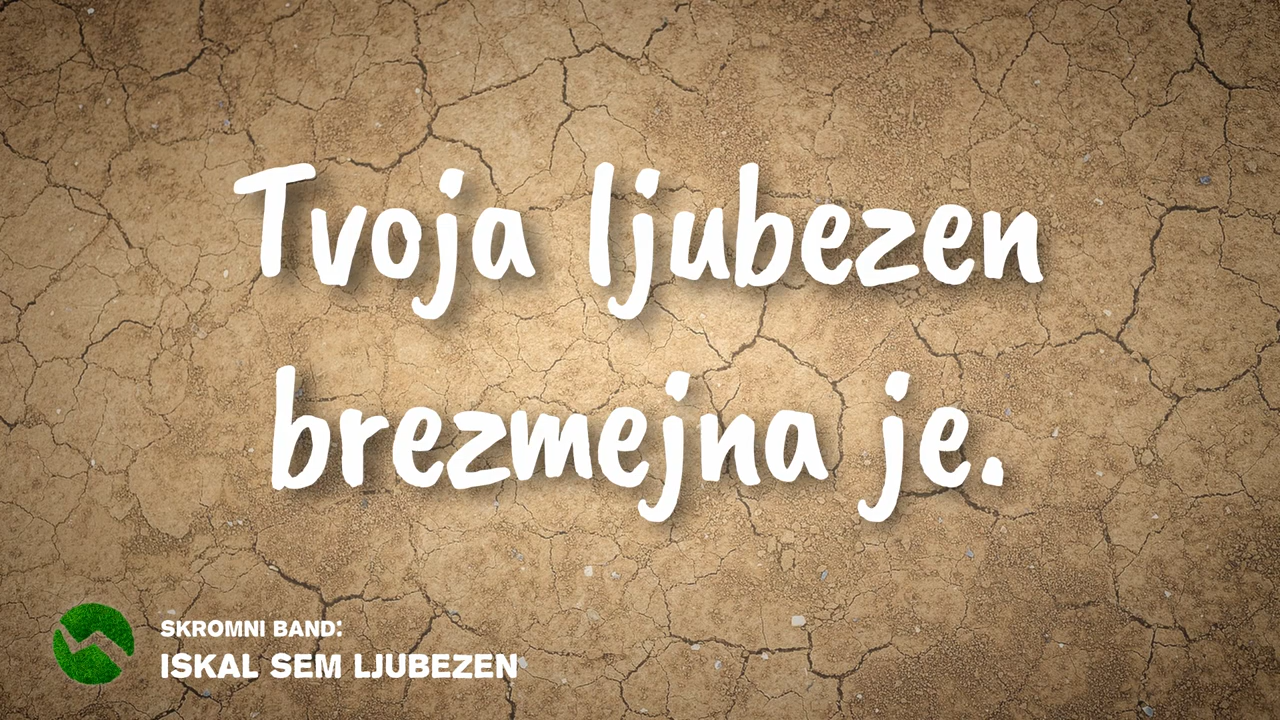 Tvoja ljubezen
brezmejna je.
SKROMNI BAND:
ISKAL SEM LJUBEZEN